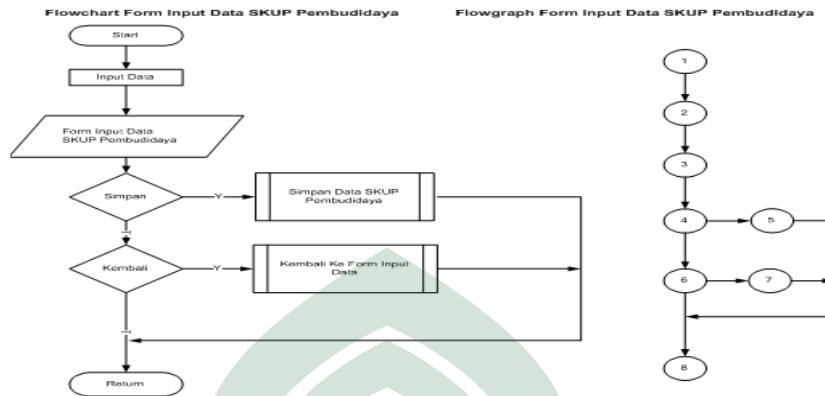 Flowchart Form Input Data SKUP Pembudidaya
Flowgraph Form Input Data SKUP Pembudidaya
Start
Input Data
Form Input Data
SKUP Pembudidaya
Simpan
Y
Simpan Data SKUP
Pembudidaya
T
Kembali
Y
Kembali Ke Form Input
Data
T
Return
1
2
3
4
5
6
7
8